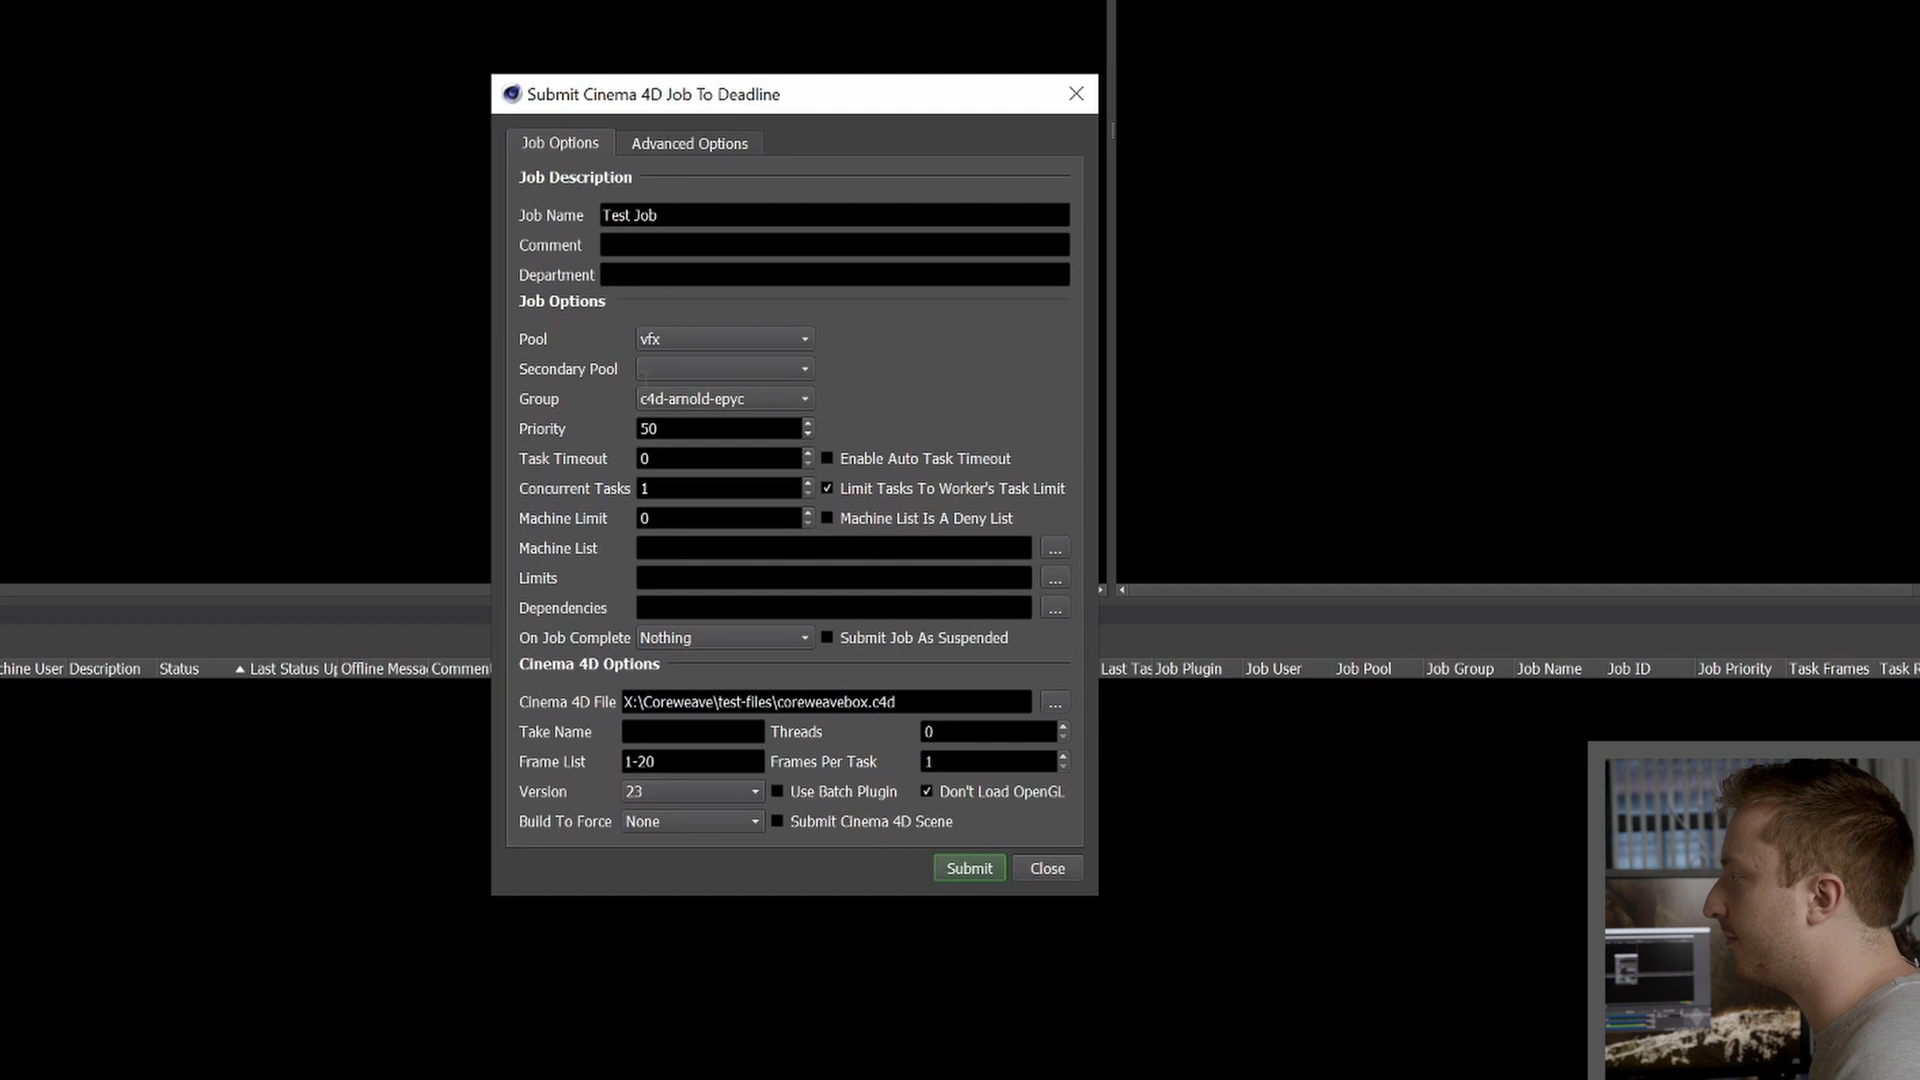 Submit Cinema 4D Job To Deadline
Job Options
Advanced Options
Job Description
Job Name Test Job
Comment
Department
Job Options
Pool vfx
Secondary Pool
Group c4d-arnold-epyc
Priority 50
Task Timeout 0 Enable Auto Task Timeout
Concurrent Tasks 1 Limit Tasks To Worker's Task Limit
Machine Limit 0 Machine List Is A Deny List
Machine List ...
Limits ...
Dependencies ...
On Job Complete Nothing Submit Job As Suspended
Cinema 4D Options
chine User Description Status Last Status Up Offline Messa Comment
Last Tas Job Plugin Job User Job Pool Job Group Job Name Job ID Job Priority Task Frames Task R
Cinema 4D File X:\Coreweave\test-files\coreweavebox.c4d ...
Take Name Threads 0
Frame List 1-20 Frames Per Task 1
Version 23 Use Batch Plugin Don't Load OpenGL
Build To Force None Submit Cinema 4D Scene
Submit Close